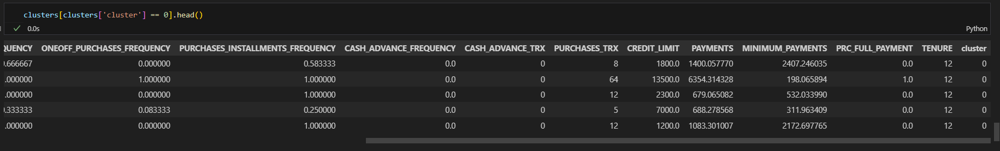 clusters[clusters['cluster'] == 0].head()
0.0s
Python
QUENCY ONEOFF_PURCHASES_FREQUENCY PURCHASES_INSTALLMENTS_FREQUENCY CASH_ADVANCE_FREQUENCY CASH_ADVANCE_TRX PURCHASES_TRX CREDIT_LIMIT PAYMENTS MINIMUM_PAYMENTS PRC_FULL_PAYMENT TENURE cluster
.666667 0.000000 0.583333 0.0 0 8 1800.0 1400.057770 2407.246035 0.0 12 0
.000000 1.000000 1.000000 0.0 0 64 13500.0 6354.314328 198.065894 1.0 12 0
.000000 0.000000 1.000000 0.0 0 12 2300.0 679.065082 532.033990 0.0 12 0
.333333 0.083333 0.250000 0.0 0 5 7000.0 688.278568 311.963409 0.0 12 0
.000000 0.000000 1.000000 0.0 0 12 1200.0 1083.301007 2172.697765 0.0 12 0